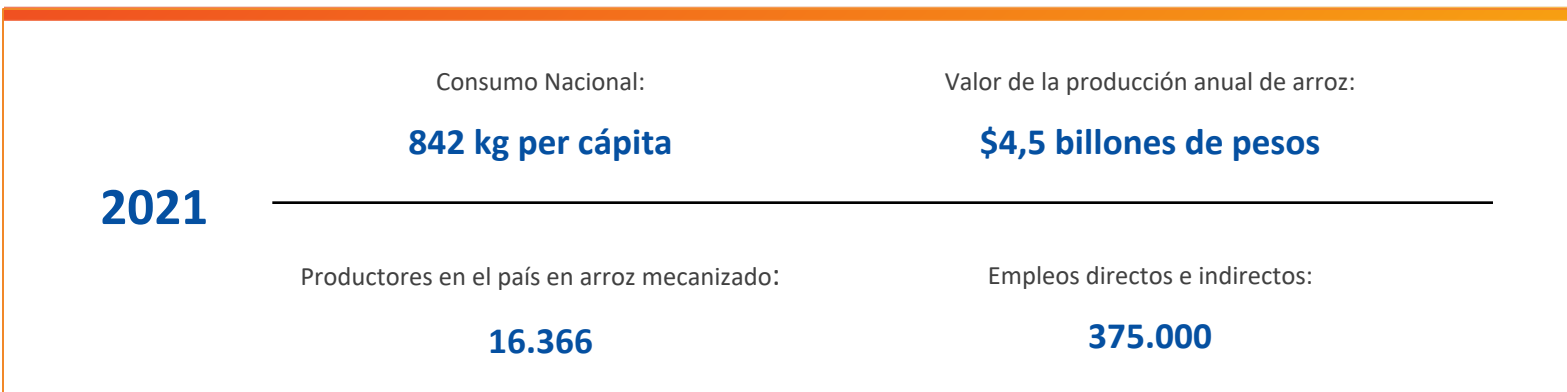 Consumo Nacional:
842 kg per cápita
Valor de la producción anual de arroz:
$4,5 billones de pesos
2021
Productores en el país en arroz mecanizado:
16.366
Empleos directos e indirectos:
375.000